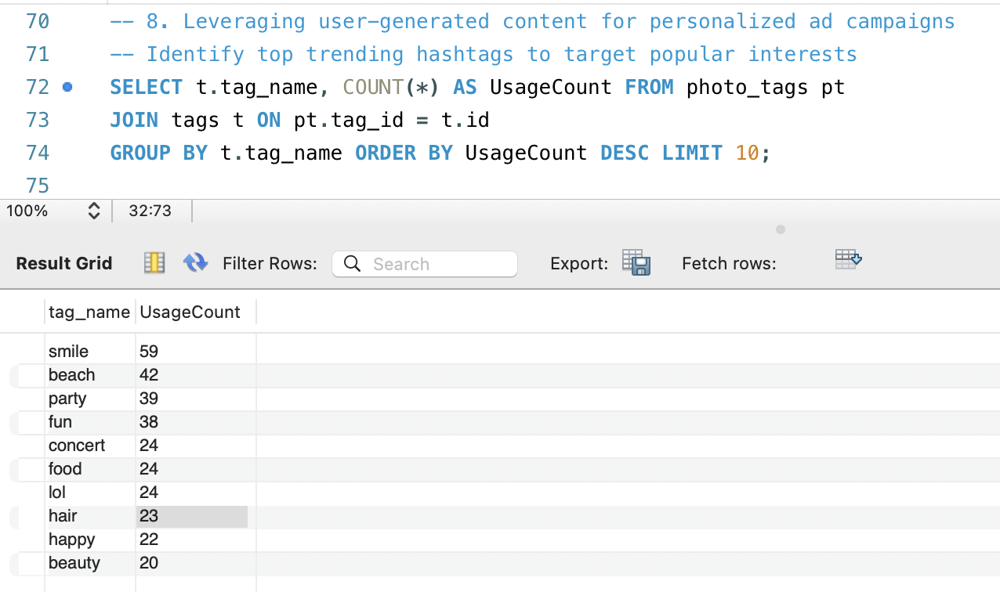 70 -- 8. Leveraging user-generated content for personalized ad campaigns
71 -- Identify top trending hashtags to target popular interests
72 SELECT t.tag_name, COUNT(*) AS UsageCount FROM photo_tags pt
73 JOIN tags t ON pt.tag_id = t.id
74 GROUP BY t.tag_name ORDER BY UsageCount DESC LIMIT 10;
75
100% 32:73
Result Grid Filter Rows: Search Export: Fetch rows:
tag_name UsageCount
smile 59
beach 42
party 39
fun 38
concert 24
food 24
lol 24
hair 23
happy 22
beauty 20